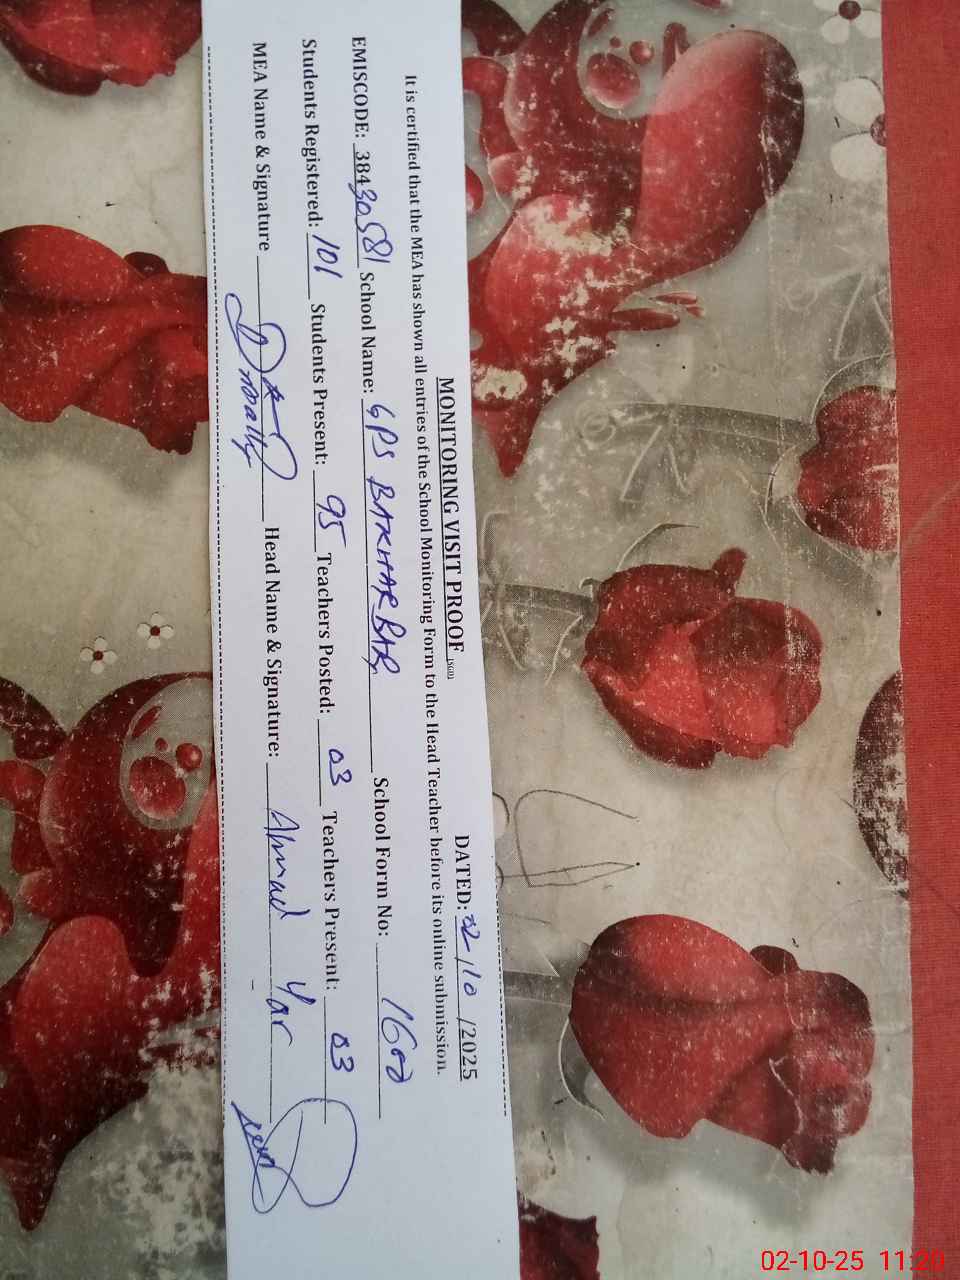 MONITORING VISIT PROOF DATED: 02/10/2025
It is certified that the MEA has shown all entries of the School Monitoring Form to the Head Teacher before its online submission.
EMISCODE: 38430581 School Name: GPS BAKHAR BAR School Form No:
Students Registered: 101 Students Present: 95 Teachers Posted: 03 Teachers Present: 03
MEA Name & Signature Head Name & Signature: Ahmad Yar
02-10-25 11:20